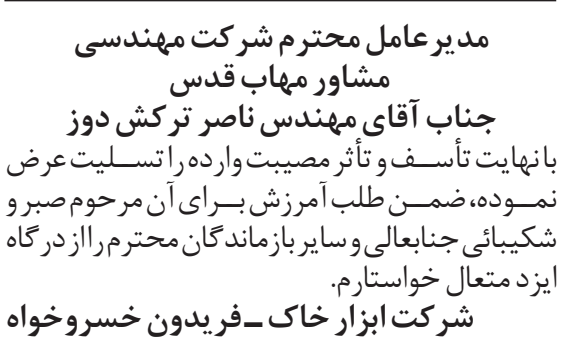 مدیرعامل محترم شرکت مهندسی
مشاور مهاب قدس
جناب آقای مهندس ناصر ترکش دوز
با نهایت تأسف و تأثر مصیبت وارده را تسلیت عرض
نموده، ضمن طلب آمرزش برای آن مرحوم صبر و
شکیبائی جنابعالی و سایر بازماندگان محترم را از درگاه
ایزد متعال خواستارم.
شرکت ابزار خاک ـ فریدون خسروخواه